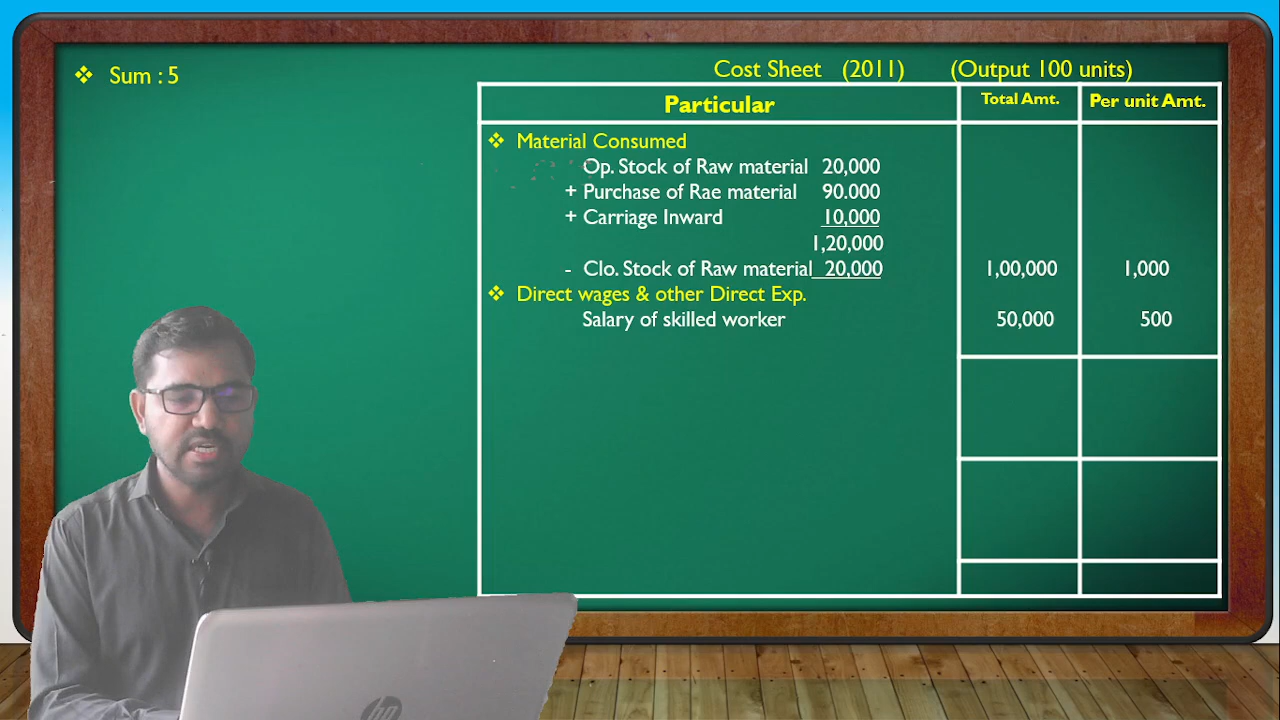 ❖ Sum : 5
Cost Sheet (2011) (Output 100 units)
Particular Total Amt. Per unit Amt.
❖ Material Consumed
Op. Stock of Raw material 20,000
+ Purchase of Rae material 90.000
+ Carriage Inward 10,000
1,20,000
- Clo. Stock of Raw material 20,000 1,00,000 1,000
❖ Direct wages & other Direct Exp.
Salary of skilled worker 50,000 500
hp